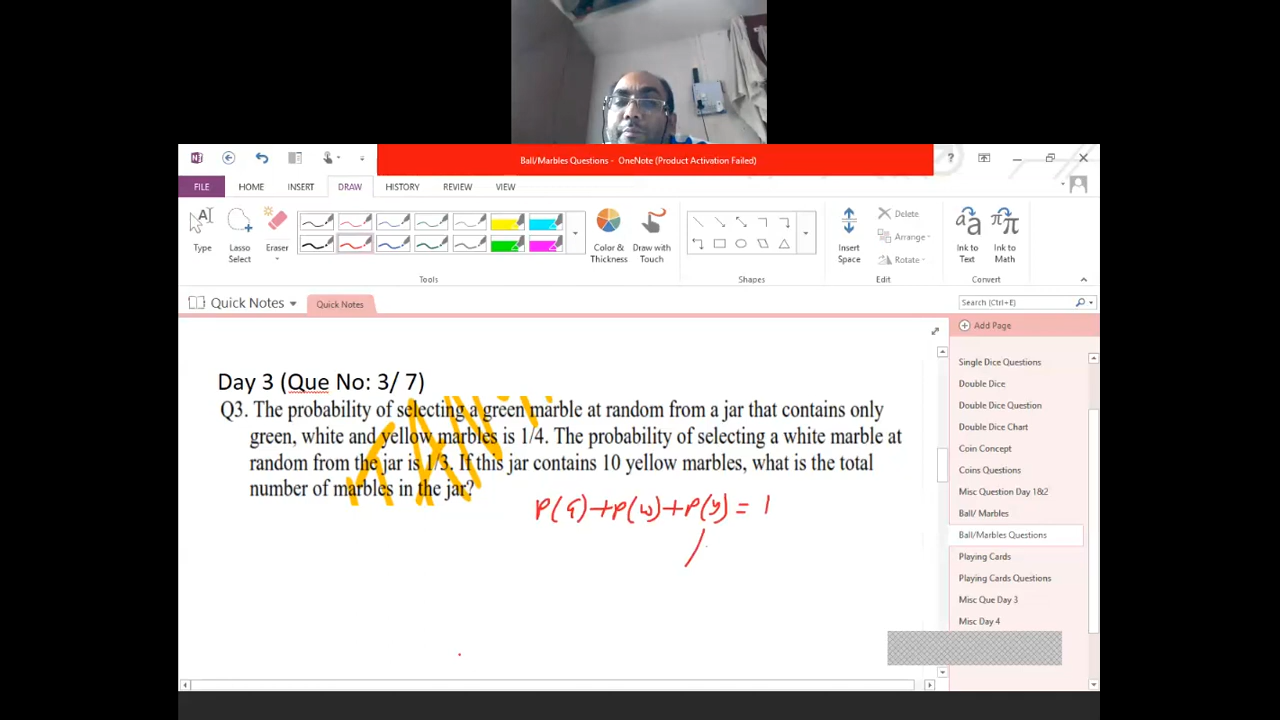 Ball/Marbles Questions - OneNote (Product Activation Failed)
FILE HOME INSERT DRAW HISTORY REVIEW VIEW
Type
Lasso Select
Eraser
Color & Thickness
Draw with Touch
Insert Space
Delete
Arrange
Rotate
Ink to Text
Ink to Math
Tools Shapes Edit Convert
Quick Notes
Quick Notes
Search (Ctrl+E)
Add Page
Day 3 (Que No: 3/ 7)
Q3. The probability of selecting a green marble at random from a jar that contains only
green, white and yellow marbles is 1/4. The probability of selecting a white marble at
random from the jar is 1/3. If this jar contains 10 yellow marbles, what is the total
number of marbles in the jar?
P(G)+P(W)+P(y) = 1
Single Dice Questions
Double Dice
Double Dice Question
Double Dice Chart
Coin Concept
Coins Questions
Misc Question Day 1&2
Ball/ Marbles
Ball/Marbles Questions
Playing Cards
Playing Cards Questions
Misc Que Day 3
Misc Day 4